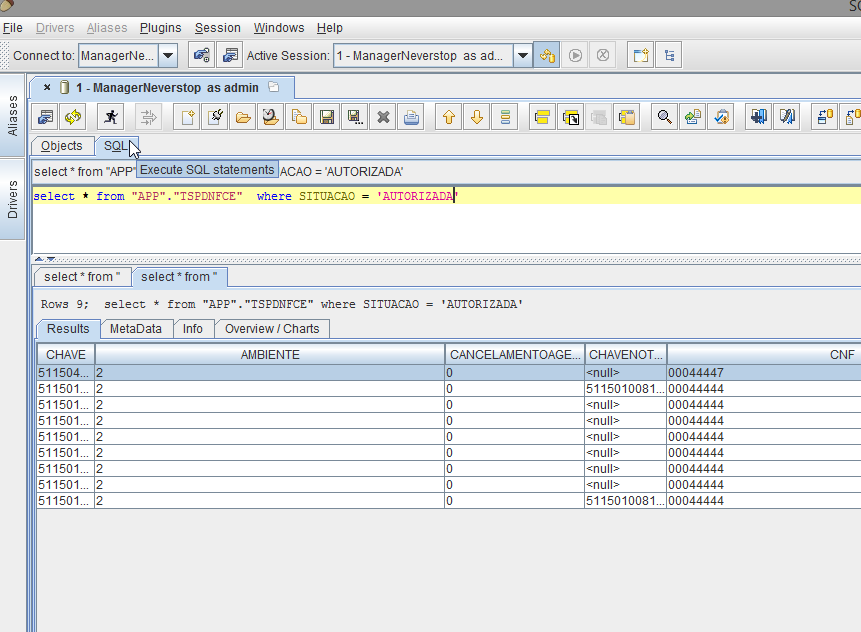 SQ
File Drivers Aliases Plugins Session Windows Help
Connect to: ManagerNe... Active Session: 1 - ManagerNeverstop as ad...
Aliases
Drivers
1 - ManagerNeverstop as admin
Objects SQL
select * from "APP" ACAO = 'AUTORIZADA'
Execute SQL statements
select * from "APP"."TSPDNFCE" where SITUACAO = 'AUTORIZADA'
select * from " select * from "
Rows 9; select * from "APP"."TSPDNFCE" where SITUACAO = 'AUTORIZADA'
Results MetaData Info Overview / Charts
CHAVE AMBIENTE CANCELAMENTOAGE... CHAVENOT... CNF
511504... 2 0 <null> 00044447
511501... 2 0 5115010081... 00044444
511501... 2 0 <null> 00044444
511501... 2 0 <null> 00044444
511501... 2 0 <null> 00044444
511501... 2 0 <null> 00044444
511501... 2 0 <null> 00044444
511501... 2 0 <null> 00044444
511501... 2 0 5115010081... 00044444